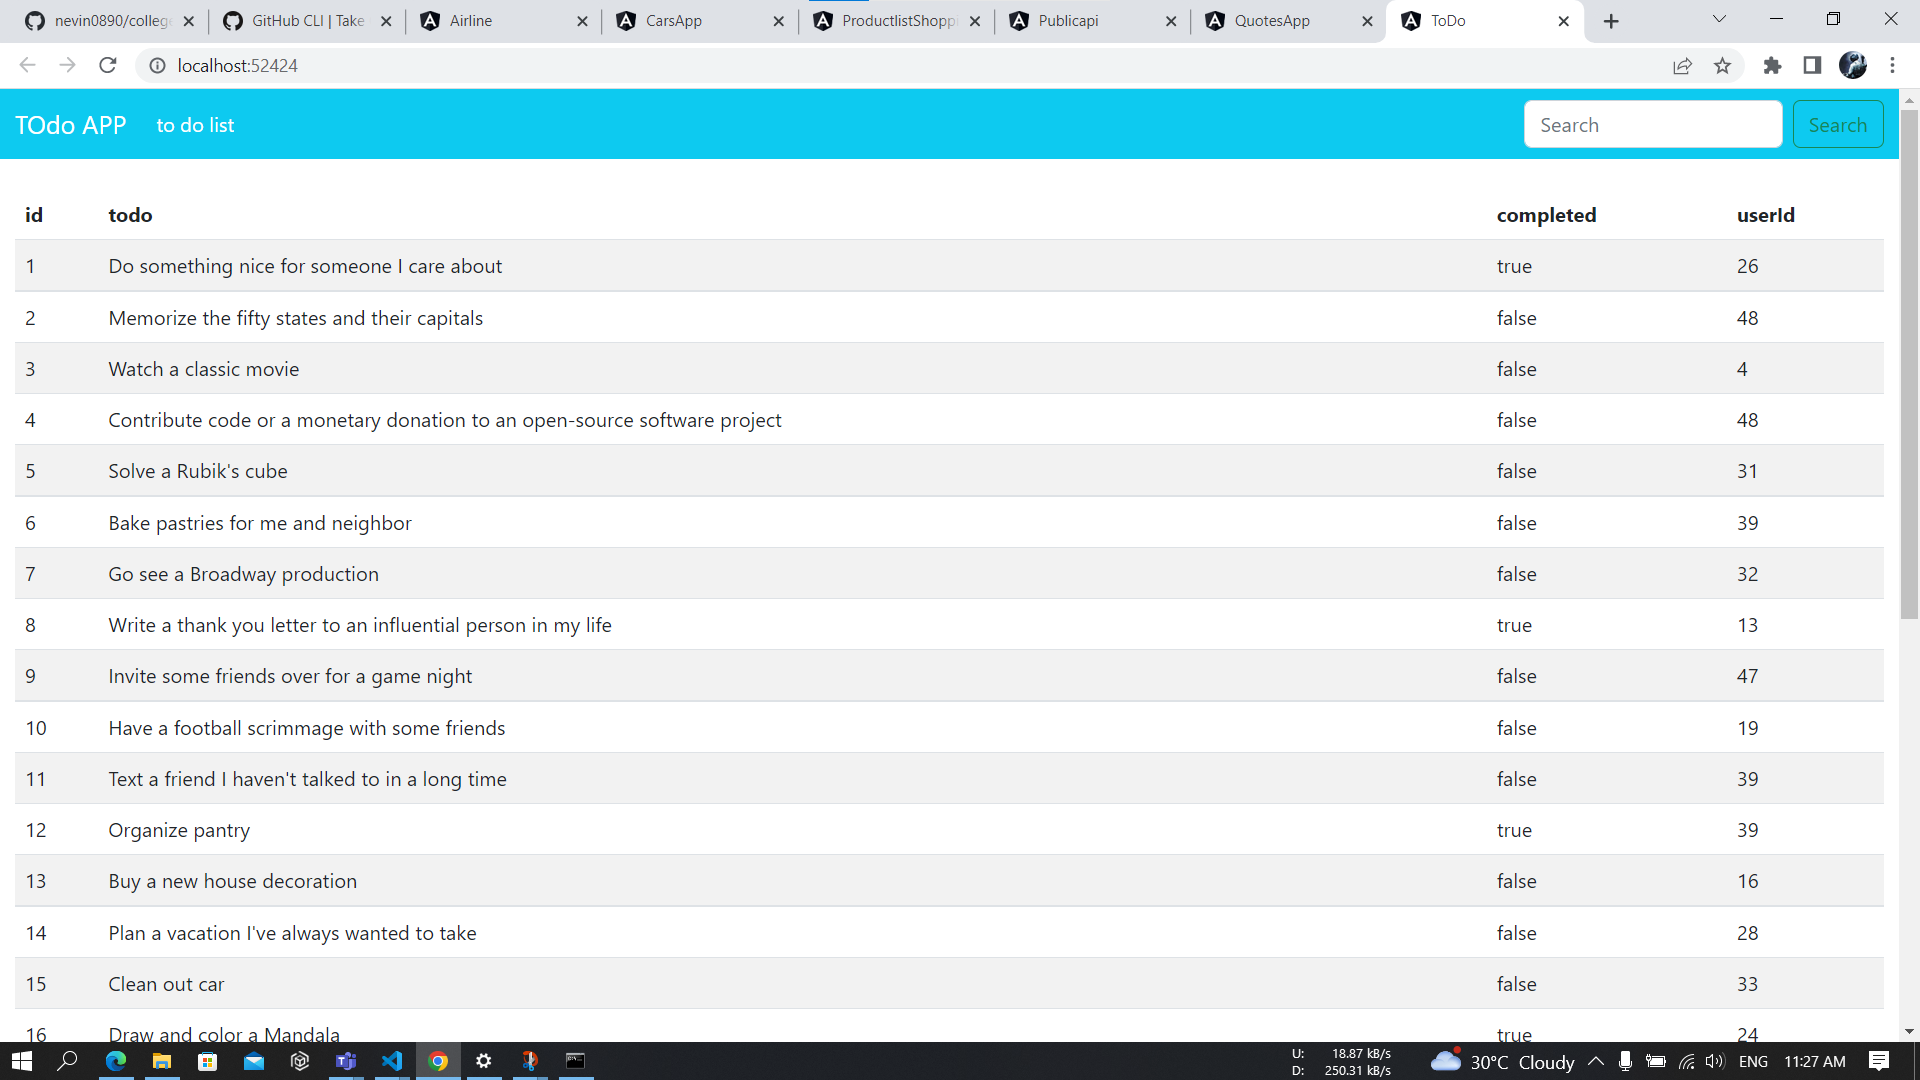 nevin0890/colleg
GitHub CLI | Take
Airline
CarsApp
ProductlistShopp
Publicapi
QuotesApp
ToDo
localhost:52424
TOdo APP to do list Search Search
id todo completed userId
1 Do something nice for someone I care about true 26
2 Memorize the fifty states and their capitals false 48
3 Watch a classic movie false 4
4 Contribute code or a monetary donation to an open-source software project false 48
5 Solve a Rubik's cube false 31
6 Bake pastries for me and neighbor false 39
7 Go see a Broadway production false 32
8 Write a thank you letter to an influential person in my life true 13
9 Invite some friends over for a game night false 47
10 Have a football scrimmage with some friends false 19
11 Text a friend I haven't talked to in a long time false 39
12 Organize pantry true 39
13 Buy a new house decoration false 16
14 Plan a vacation I've always wanted to take false 28
15 Clean out car false 33
16 Draw and color a Mandala true 24
U: 18.87 kB/s
D: 250.31 kB/s
30°C Cloudy
ENG
11:27 AM